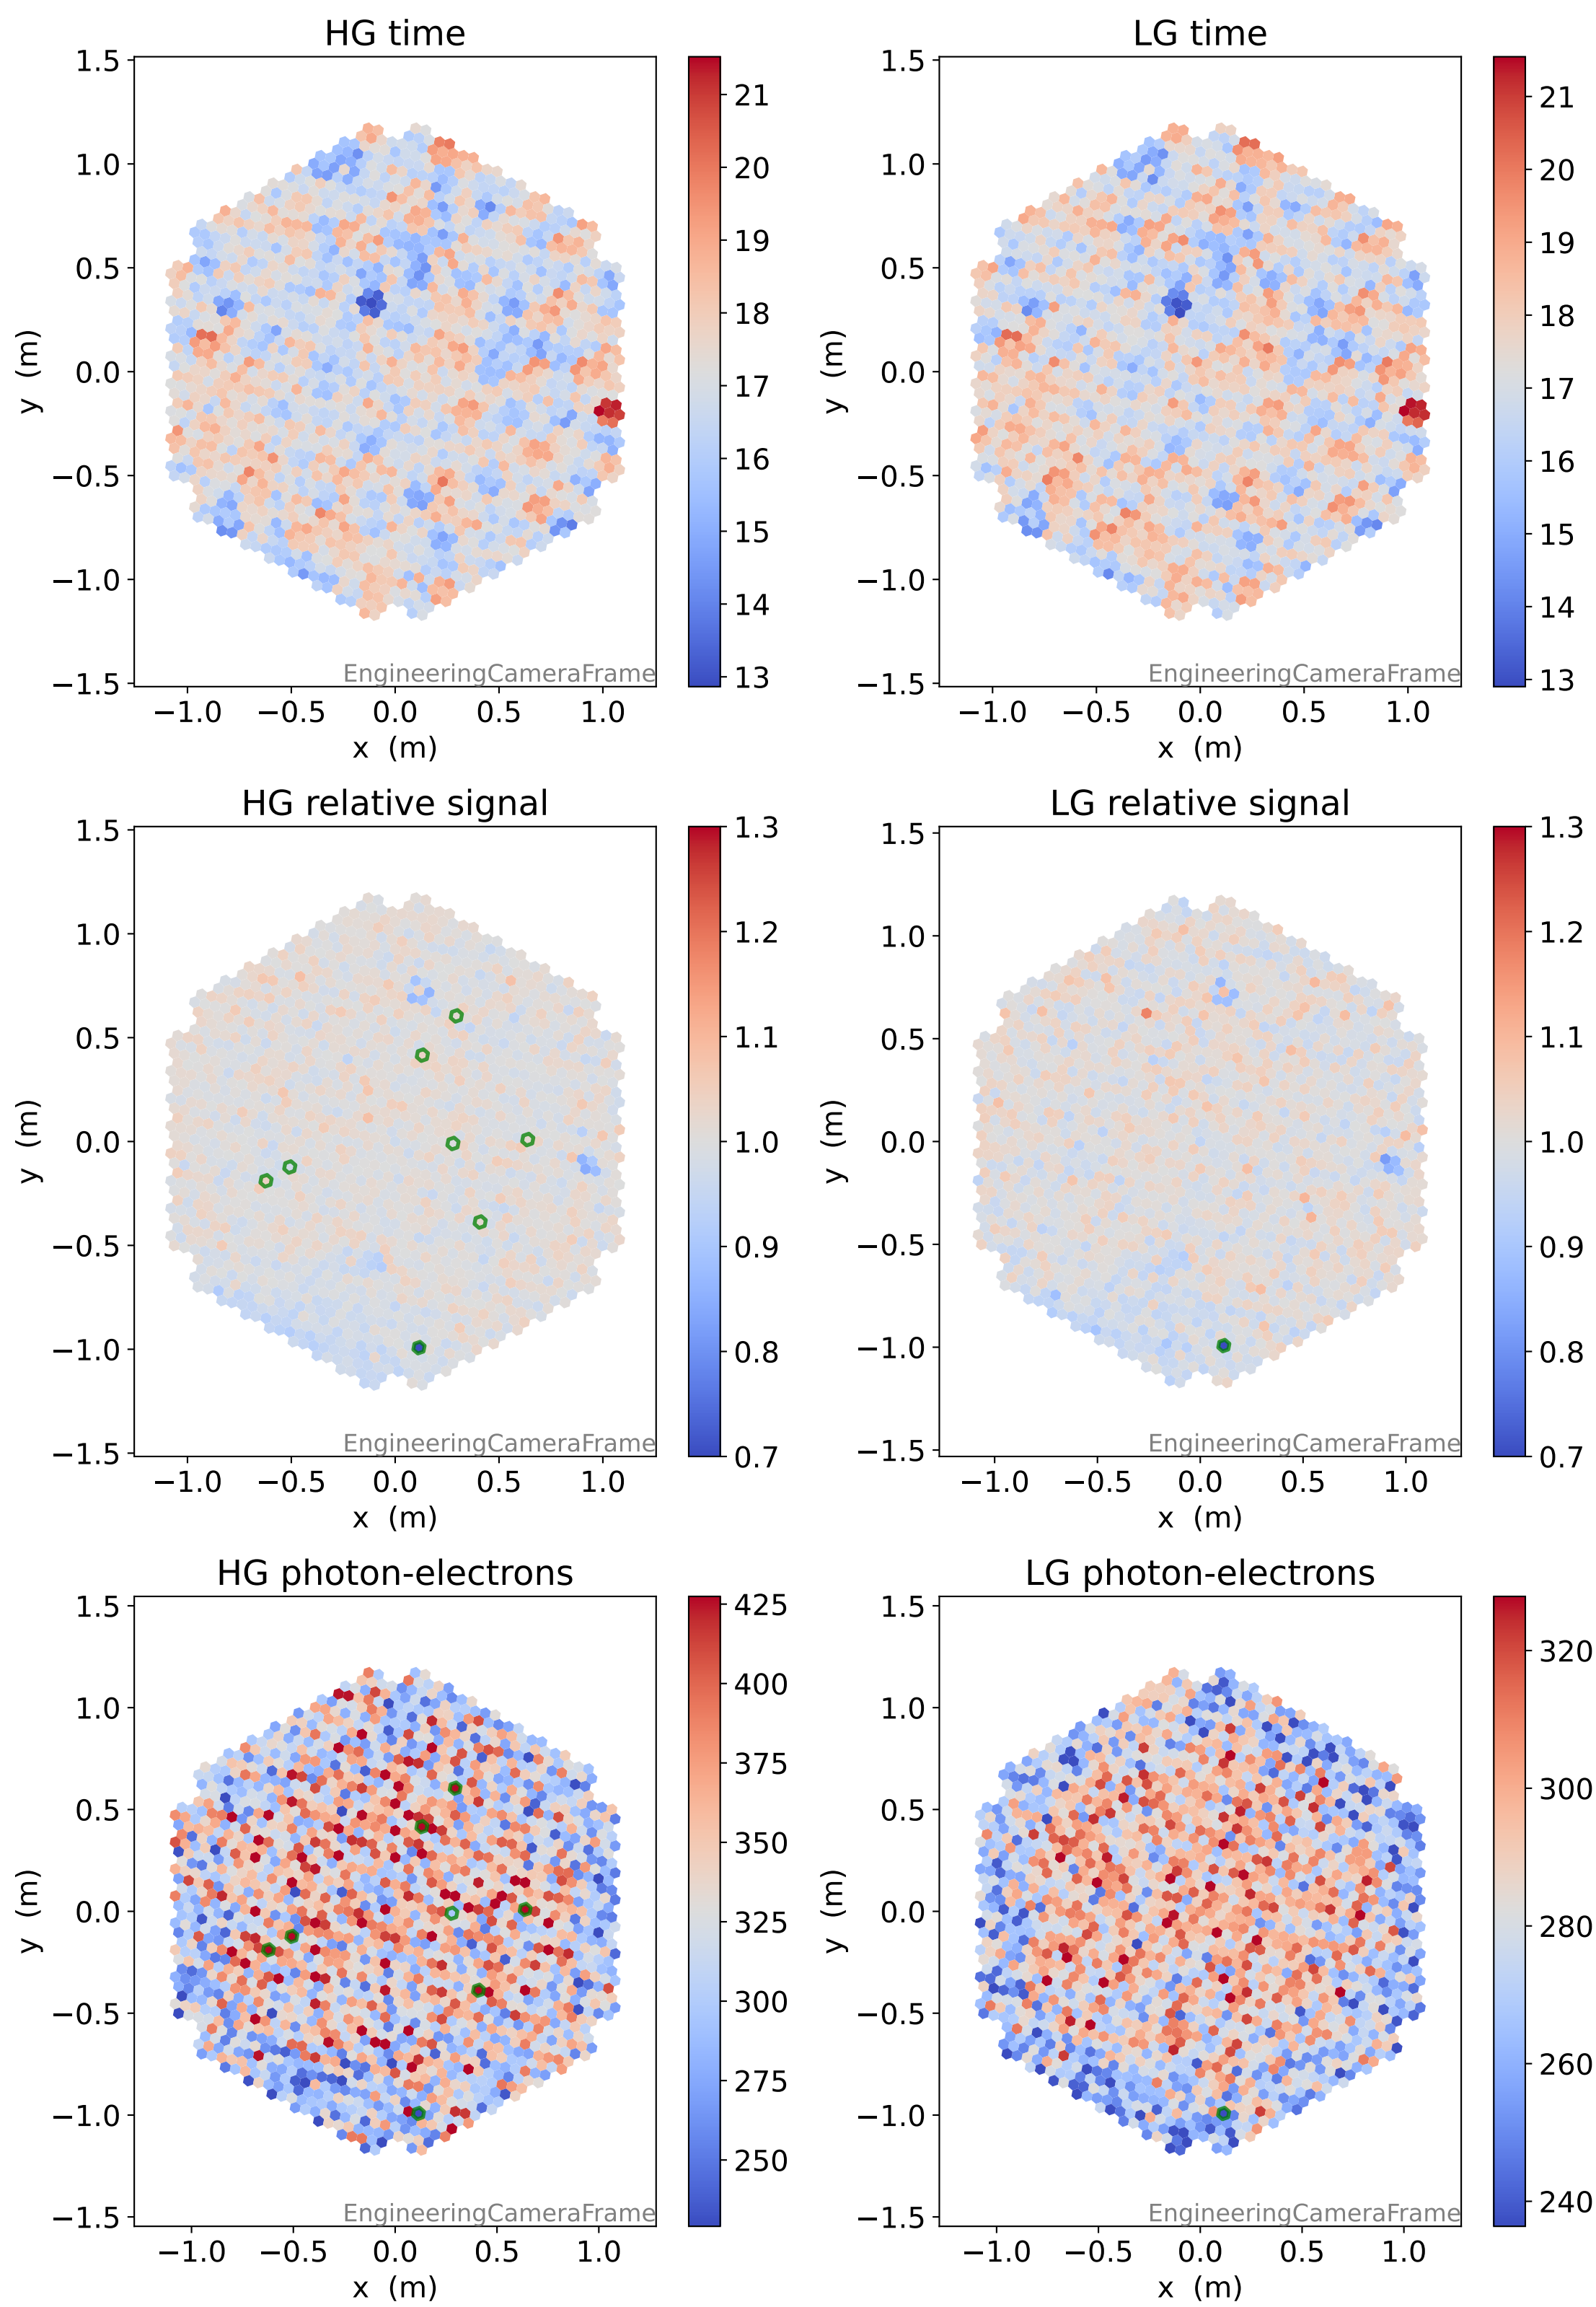 HG time
1.5
1.0
0.5
0.0
−0.5
−1.0
−1.5
y (m)
−1.0 −0.5 0.0 0.5 1.0
x (m)
EngineeringCameraFrame
21
20
19
18
17
16
15
14
13
LG time
1.5
1.0
0.5
0.0
−0.5
−1.0
−1.5
y (m)
−1.0 −0.5 0.0 0.5 1.0
x (m)
EngineeringCameraFrame
21
20
19
18
17
16
15
14
13
HG relative signal
1.5
1.0
0.5
0.0
−0.5
−1.0
−1.5
y (m)
−1.0 −0.5 0.0 0.5 1.0
x (m)
EngineeringCameraFrame
1.3
1.2
1.1
1.0
0.9
0.8
0.7
LG relative signal
1.5
1.0
0.5
0.0
−0.5
−1.0
−1.5
y (m)
−1.0 −0.5 0.0 0.5 1.0
x (m)
EngineeringCameraFrame
1.3
1.2
1.1
1.0
0.9
0.8
0.7
HG photon-electrons
1.5
1.0
0.5
0.0
−0.5
−1.0
−1.5
y (m)
−1.0 −0.5 0.0 0.5 1.0
x (m)
EngineeringCameraFrame
425
400
375
350
325
300
275
250
LG photon-electrons
1.5
1.0
0.5
0.0
−0.5
−1.0
−1.5
y (m)
−1.0 −0.5 0.0 0.5 1.0
x (m)
EngineeringCameraFrame
320
300
280
260
240